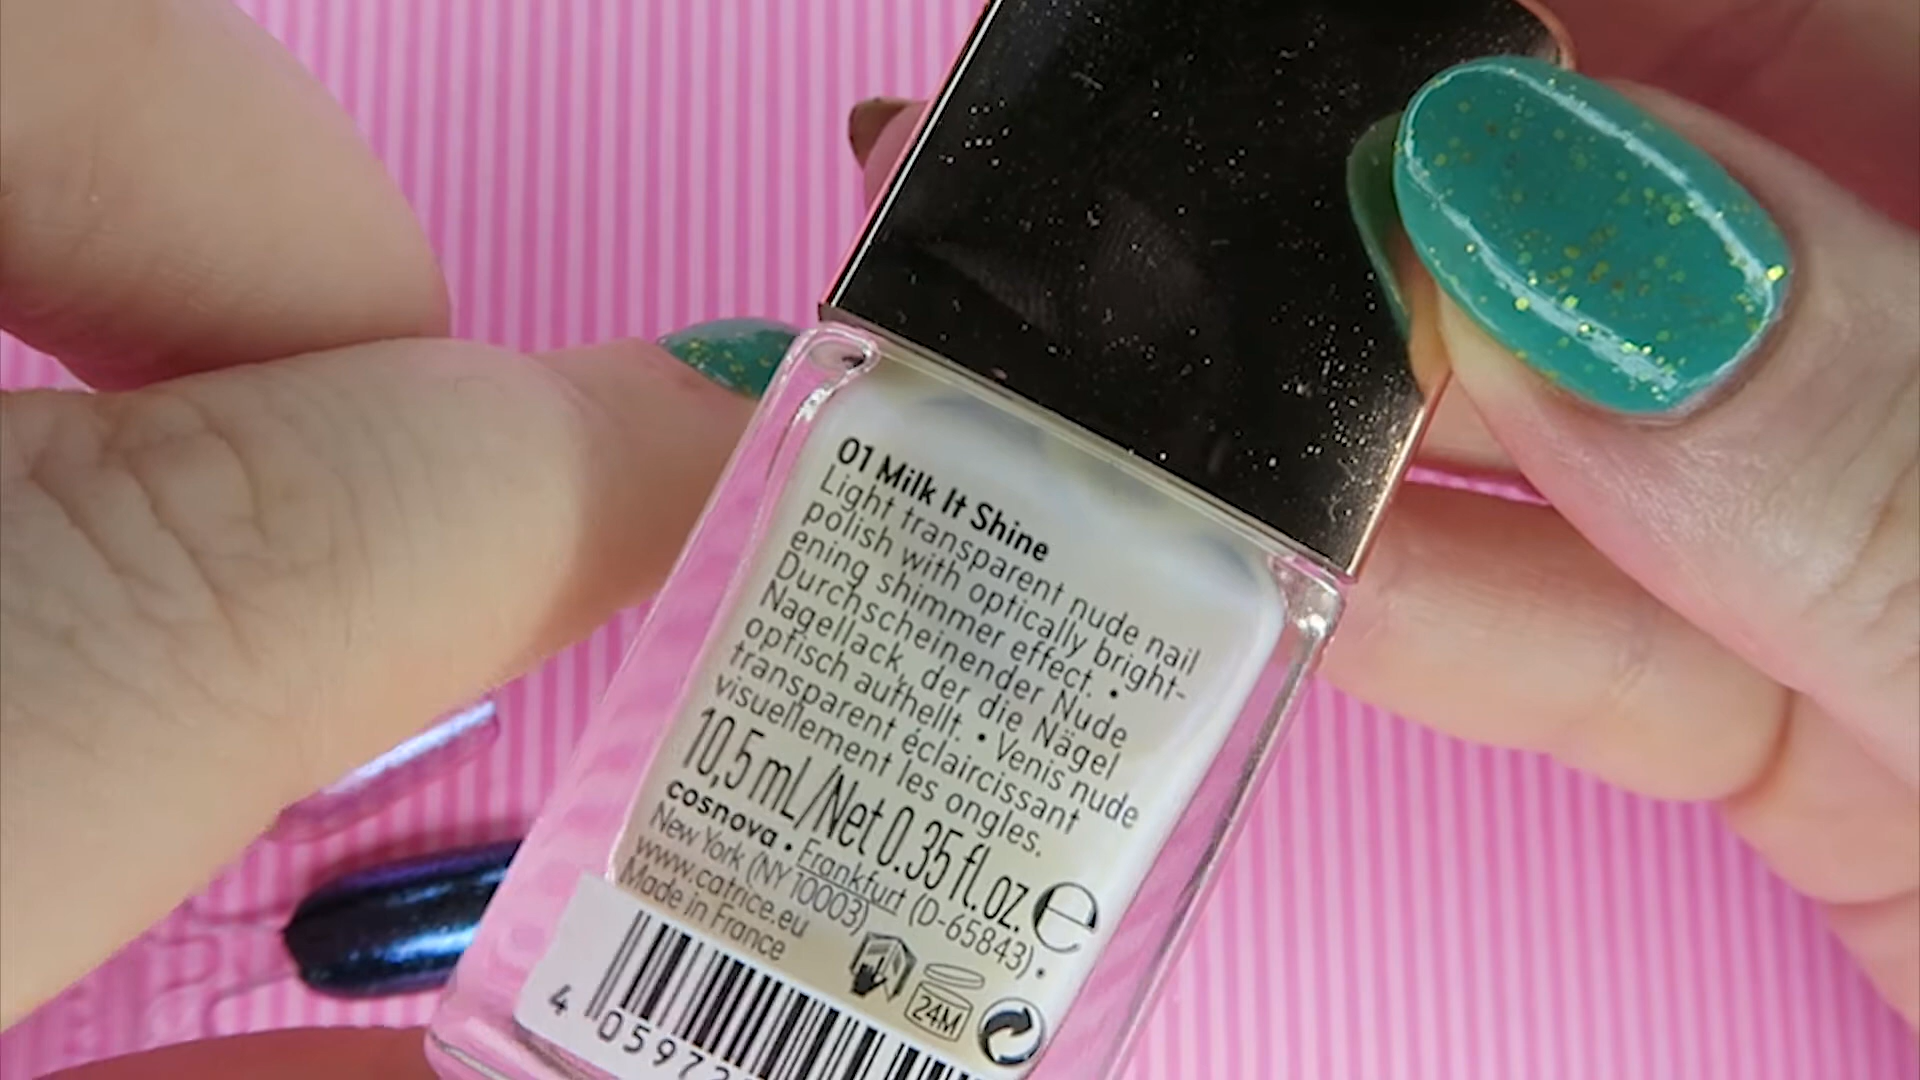 01 Milk It Shine
Light transparent nude nail
polish with optically bright-
ening shimmer effect. •
Durchscheinender Nude
Nagellack, der die Nägel
optisch aufhellt. • Venis nude
transparent éclaircissant
visuellement les ongles.
10,5 mL/Net 0.35 fl.oz. e
cosnova • Frankfurt (D-65843) •
New York (NY 10003)
www.catrice.eu
Made in France
24M
4 05972